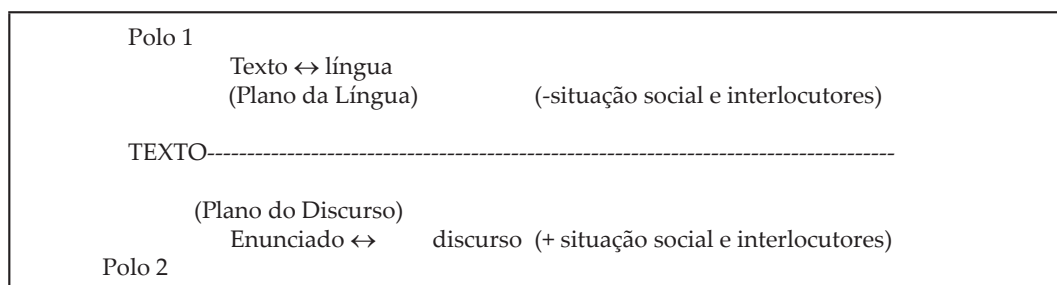 Polo 1
Texto ↔ língua
(Plano da Língua) (-situação social e interlocutores)
TEXTO--------------------------------------------------------------------------------------
(Plano do Discurso)
Enunciado ↔ discurso (+ situação social e interlocutores)
Polo 2